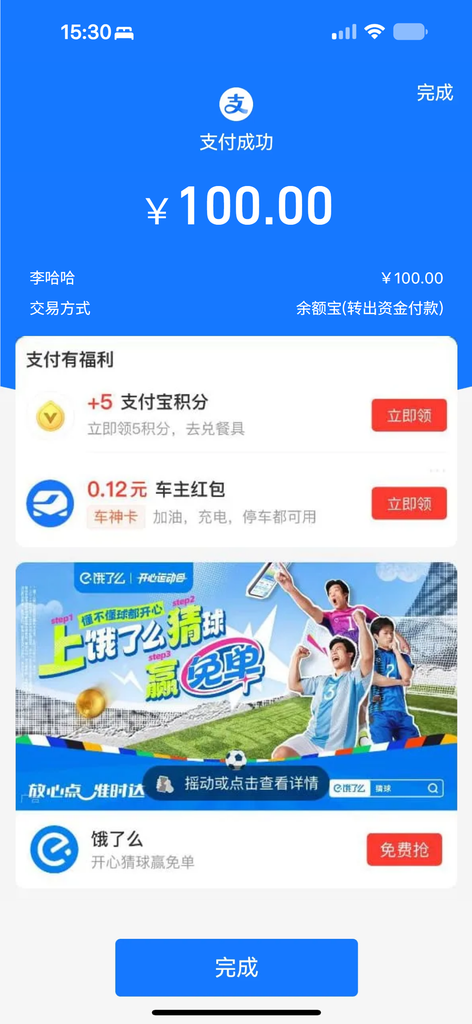 15:30
完成
支
支付成功
￥100.00
李哈哈 ￥100.00
交易方式 余额宝(转出资金付款)
支付有福利
+5 支付宝积分
立即领5积分，去兑餐具
立即领
0.12元 车主红包
车神卡 加油，充电，停车都可用
立即领
饿了么 开心运动会
step1 懂不懂球都开心 step2
上饿了么猜球
step3
赢免单
放心点 准时达
摇动或点击查看详情
饿了么 猜球
广告
饿了么
开心猜球赢免单
免费抢
完成